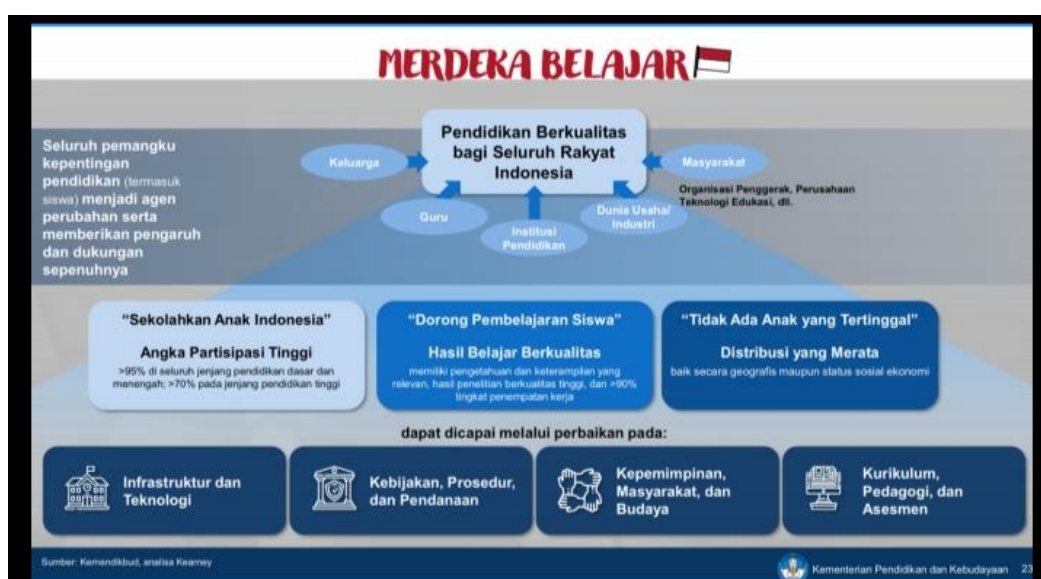 MERDEKA BELAJAR
Pendidikan Berkualitas
bagi Seluruh Rakyat
Indonesia
Seluruh pemangku
kepentingan
pendidikan (termasuk
siswa) menjadi agen
perubahan serta
memberikan pengaruh
dan dukungan
sepenuhnya
Keluarga
Guru
Institusi
Pendidikan
Dunia Usaha/
Industri
Masyarakat
Organisasi Penggerak, Perusahaan
Teknologi Edukasi, dll.
“Sekolahkan Anak Indonesia”
Angka Partisipasi Tinggi
>95% di seluruh jenjang pendidikan dasar dan
menengah; >70% pada jenjang pendidikan tinggi
“Dorong Pembelajaran Siswa”
Hasil Belajar Berkualitas
memiliki pengetahuan dan keterampilan yang
relevan, hasil penelitian berkualitas tinggi, dan >90%
tingkat penempatan kerja
“Tidak Ada Anak yang Tertinggal”
Distribusi yang Merata
baik secara geografis maupun status sosial ekonomi
dapat dicapai melalui perbaikan pada:
Infrastruktur dan
Teknologi
Kebijakan, Prosedur,
dan Pendanaan
Kepemimpinan,
Masyarakat, dan
Budaya
Kurikulum,
Pedagogi, dan
Asesmen
Sumber: Kemendikbud, analisa Kearney
Kementerian Pendidikan dan Kebudayaan 23